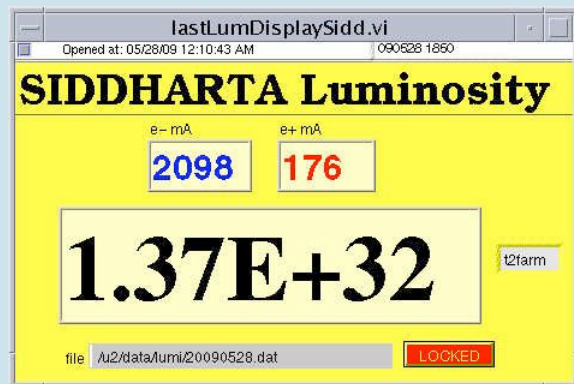 lastLumDisplaySidd.vi
Opened at: 05/28/09 12:10:43 AM 090528 1850
SIDDHARTA Luminosity
e- mA e+ mA
2098 176
1.37E+32
t2farm
file /u2/data/lumi/20090528.dat LOCKED